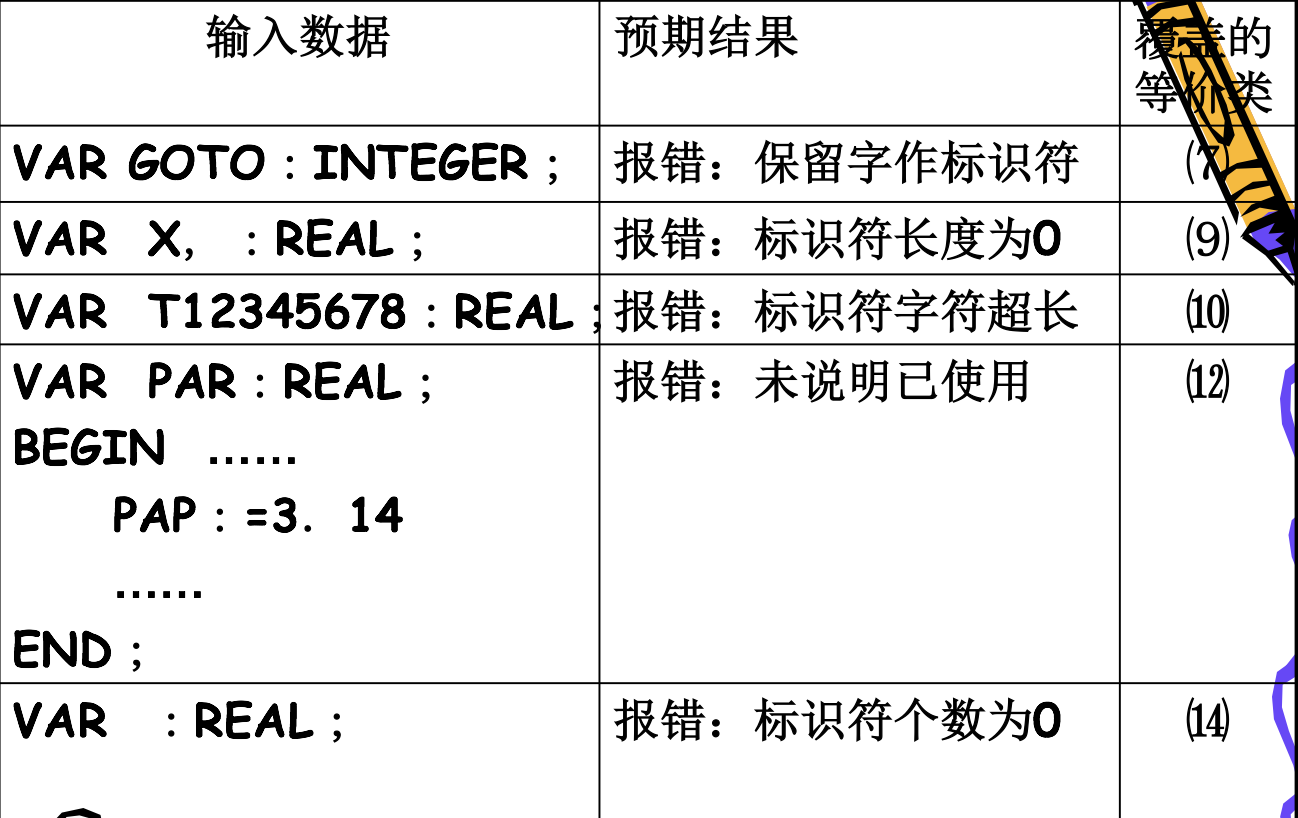 输入数据 预期结果 覆盖的
等价类
VAR GOTO：INTEGER； 报错：保留字作标识符 ⑺
VAR X， ：REAL； 报错：标识符长度为0 ⑼
VAR T12345678：REAL； 报错：标识符字符超长 ⑽
VAR PAR：REAL； 报错：未说明已使用 ⑿
BEGIN ……
PAP：=3．14
……
END；
VAR ：REAL； 报错：标识符个数为0 ⒁